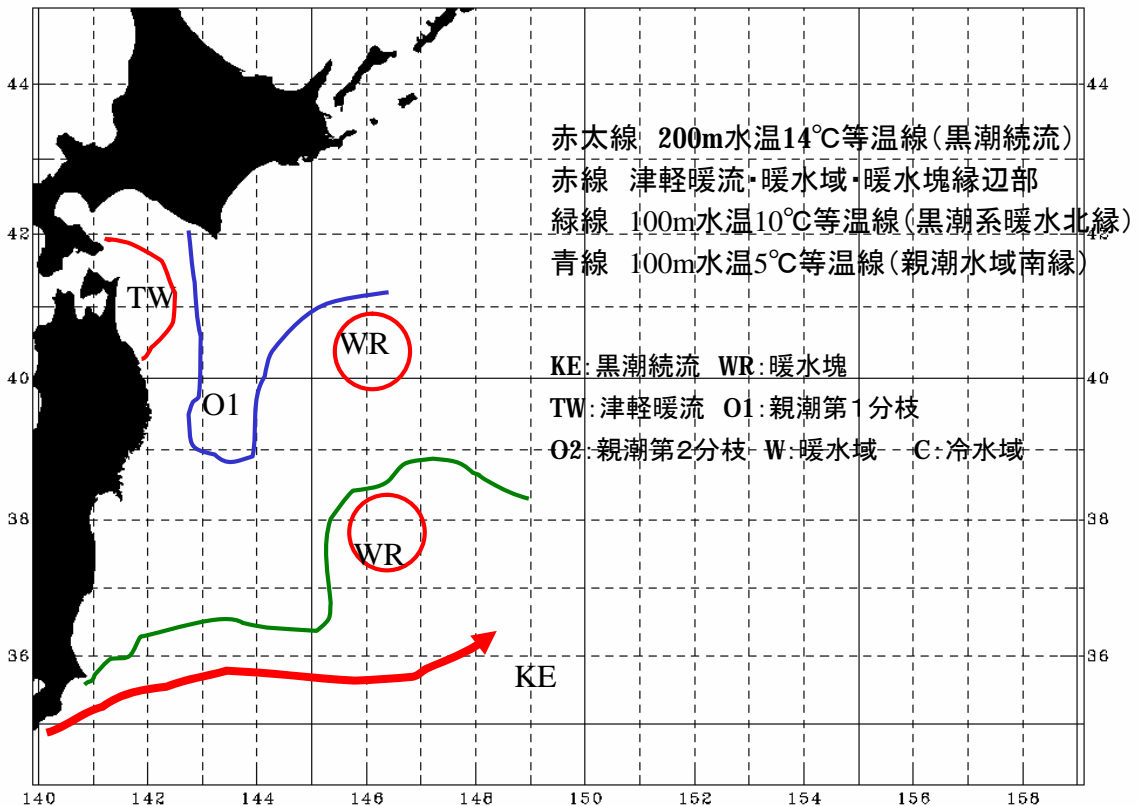 44
44
赤太線 200m水温14℃等温線(黒潮続流)
赤線 津軽暖流・暖水域・暖水塊縁辺部
緑線 100m水温10℃等温線(黒潮系暖水北縁)
42
42
青線 100m水温5℃等温線(親潮水域南縁)
TW
WR
KE:黒潮続流 WR:暖水塊
40
40
O1
TW:津軽暖流 O1:親潮第1分枝
O2:親潮第2分枝 W:暖水域 C:冷水域
38
38
WR
36
36
KE
140 142 144 146 148 150 152 154 156 158